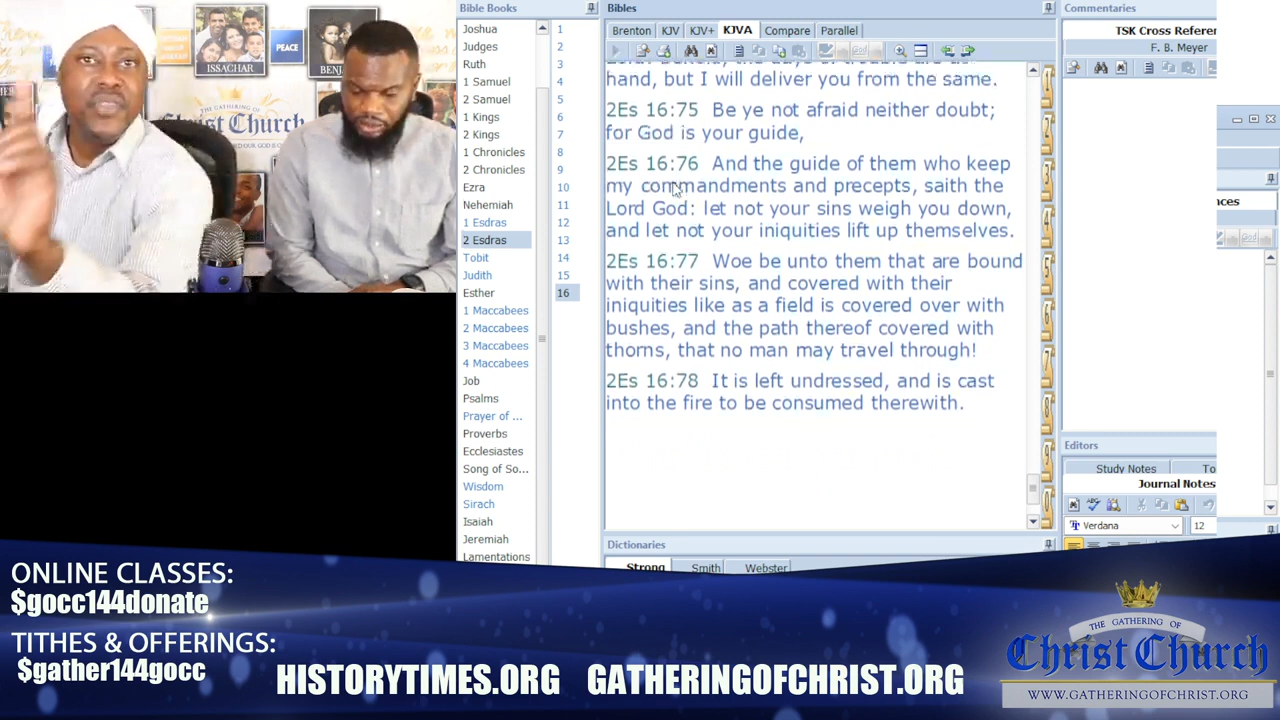 ISSACHAR
PEACE
THE GATHERING OF
Christ Church
Bible Books
Joshua
Judges
Ruth
1 Samuel
2 Samuel
1 Kings
2 Kings
1 Chronicles
2 Chronicles
Ezra
Nehemiah
1 Esdras
2 Esdras
Tobit
Judith
Esther
1 Maccabees
2 Maccabees
3 Maccabees
4 Maccabees
Job
Psalms
Prayer of ...
Proverbs
Ecclesiastes
Song of So...
Wisdom
Sirach
Isaiah
Jeremiah
Lamentations
1
2
3
4
5
6
7
8
9
10
11
12
13
14
15
16
Bibles
Brenton KJV KJV+ KJVA Compare Parallel
hand, but I will deliver you from the same.
2Es 16:75 Be ye not afraid neither doubt;
for God is your guide,
2Es 16:76 And the guide of them who keep
my commandments and precepts, saith the
Lord God: let not your sins weigh you down,
and let not your iniquities lift up themselves.
2Es 16:77 Woe be unto them that are bound
with their sins, and covered with their
iniquities like as a field is covered over with
bushes, and the path thereof covered with
thorns, that no man may travel through!
2Es 16:78 It is left undressed, and is cast
into the fire to be consumed therewith.
Dictionaries
Strong Smith Webster
Commentaries
TSK Cross Refer
F. B. Meyer
nces
Editors
Study Notes To
Journal Notes
Verdana 12
ONLINE CLASSES:
$gocc144donate
TITHES & OFFERINGS:
$gather144gocc
HISTORYTIMES.ORG GATHERINGOFCHRIST.ORG
THE GATHERING OF
Christ Church
WWW.GATHERINGOFCHRIST.ORG